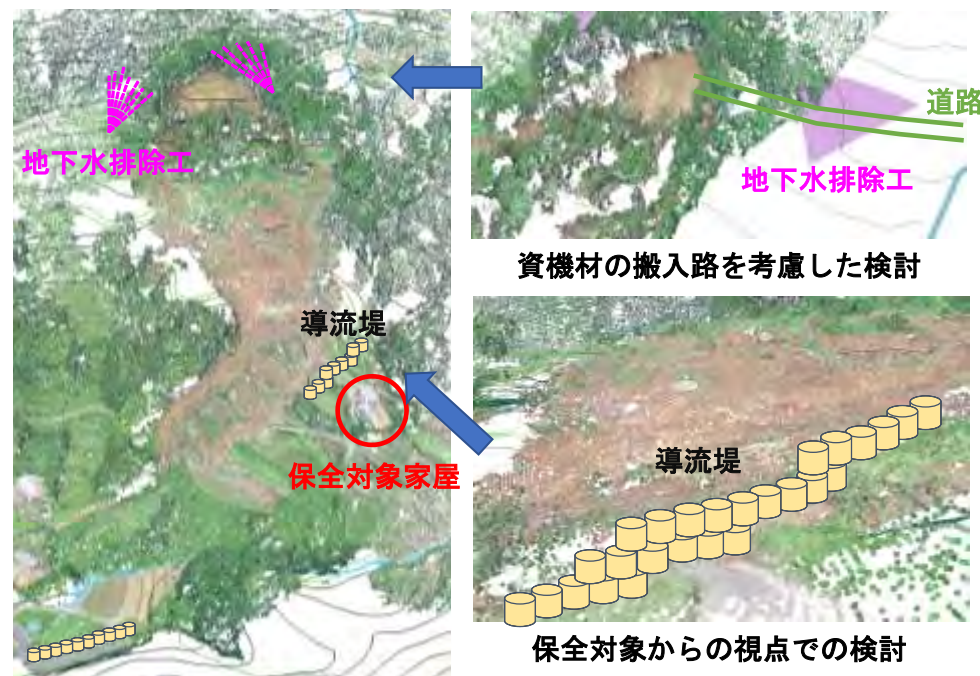 地下水排除工
導流堤
保全対象家屋
道路
地下水排除工
資機材の搬入路を考慮した検討
導流堤
保全対象からの視点での検討